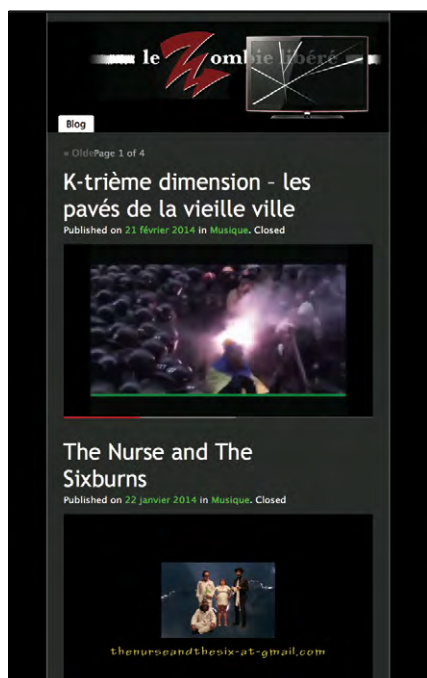 le Zombie libéré
Blog
« OldePage 1 of 4
K-trième dimension – les
pavés de la vieille ville
Published on 21 février 2014 in Musique. Closed
The Nurse and The
Sixburns
Published on 22 janvier 2014 in Musique. Closed
thenurseandthesix-at-gmail.com